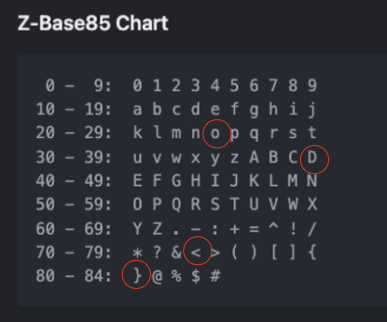 Z-Base85 Chart
0 - 9: 0 1 2 3 4 5 6 7 8 9
10 - 19: a b c d e f g h i j
20 - 29: k l m n o p q r s t
30 - 39: u v w x y z A B C D
40 - 49: E F G H I J K L M N
50 - 59: O P Q R S T U V W X
60 - 69: Y Z . - : + = ^ ! /
70 - 79: * ? & < > ( ) [ ] {
80 - 84: } @ % $ #